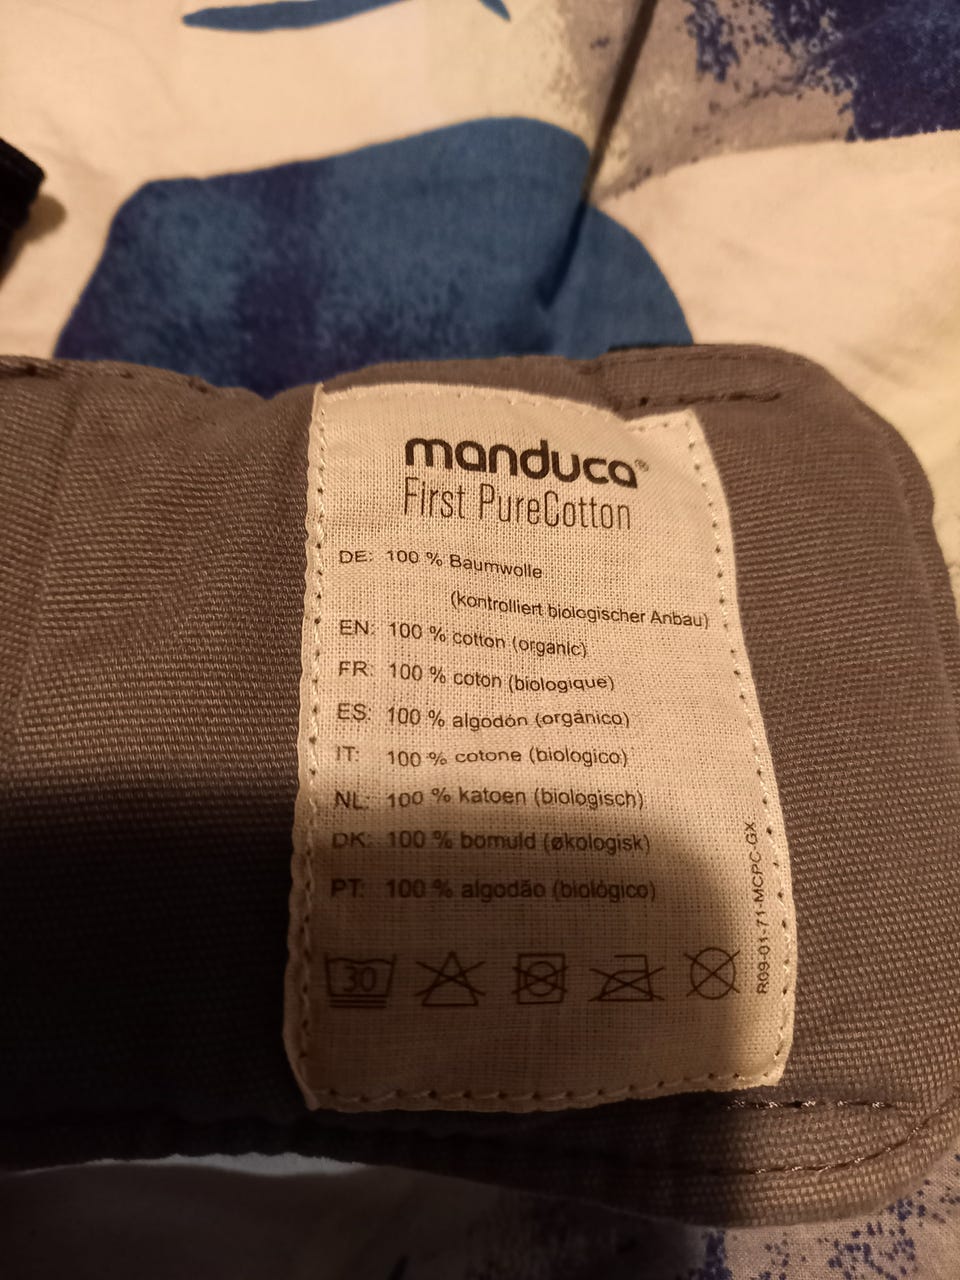 manduca®
First PureCotton
DE: 100 % Baumwolle
(kontrolliert biologischer Anbau)
EN: 100 % cotton (organic)
FR: 100 % coton (biologique)
ES: 100 % algodón (orgánico)
IT: 100 % cotone (biologico)
NL: 100 % katoen (biologisch)
DK: 100 % bomuld (økologisk)
PT: 100 % algodão (biológico)
30
R09-01-71-MCPC-GX